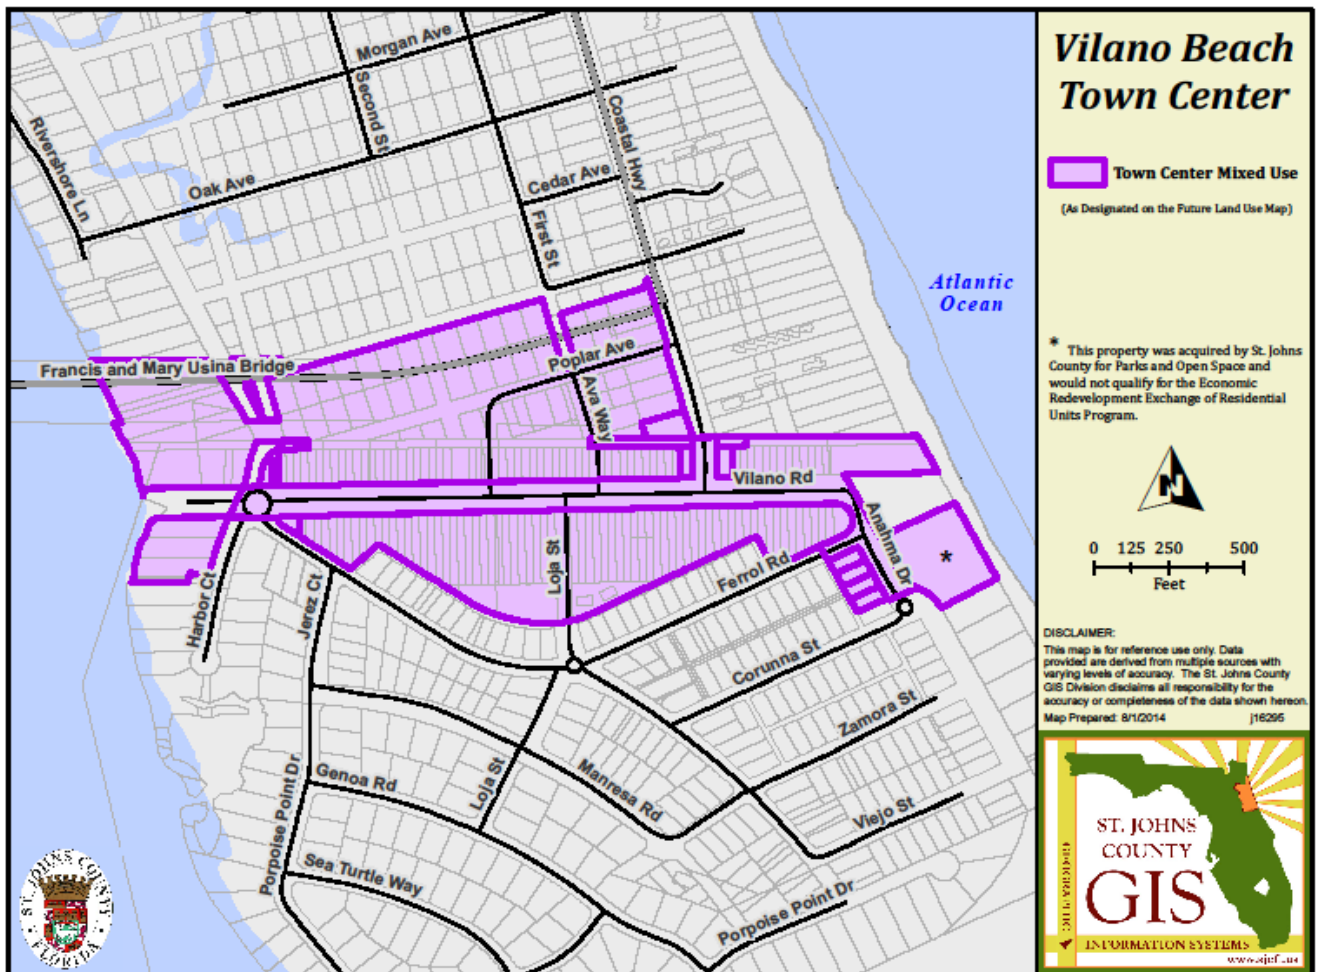 Vilano Beach
Town Center
Town Center Mixed Use
(As Designated on the Future Land Use Map)
Atlantic
Ocean
* This property was acquired by St. Johns
County for Parks and Open Space and
would not qualify for the Economic
Redevelopment Exchange of Residential
Units Program.
N
0 125 250 500
Feet
DISCLAIMER:
This map is for reference use only. Data
provided are derived from multiple sources with
varying levels of accuracy. The St. Johns County
GIS Division disclaims all responsibility for the
accuracy or completeness of the data shown hereon.
Map Prepared: 8/1/2014 j16295
ST. JOHNS
COUNTY
GIS
GEOGRAPHIC
INFORMATION SYSTEMS
Morgan Ave
Second St
Coastal Hwy
Rivershore Ln
Oak Ave
Cedar Ave
First St
Francis and Mary Usina Bridge
Poplar Ave
Ava Way
Vilano Rd
Anahma Dr
*
Loja St
Ferrol Rd
Jerez Ct
Harbor Ct
Corunna St
Zamora St
Genoa Rd
Loja St
Manresa Rd
Viejo St
Porpoise Point Dr
Sea Turtle Way
Porpoise Point Dr
ST. JOHNS COUNTY
FLORIDA